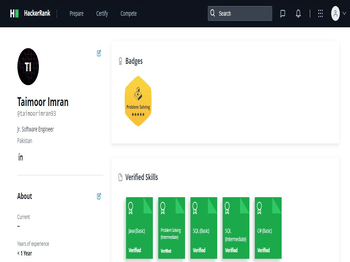 HackerRank
Prepare
Certify
Compete
Search
TI
Taimoor Imran
@taimoorimran93
Jr. Software Engineer
Pakistan
in
About
Current
–
Years of experience
< 1 Year
Badges
Problem Solving
Verified Skills
Java (Basic)
Verified
Problem Solving
(Intermediate)
Verified
SQL (Basic)
Verified
SQL
(Intermediate)
Verified
C# (Basic)
Verified